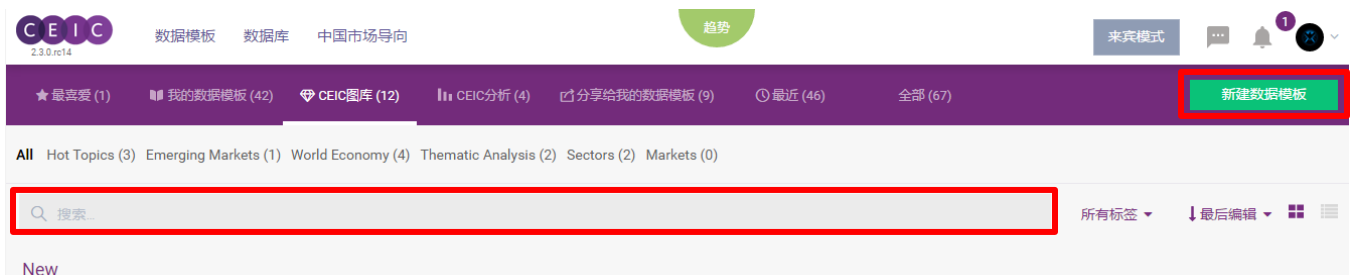 CEIC
2.3.0.rc14
数据模板 数据库 中国市场导向
趋势
来宾模式
1
最喜爱 (1) 我的数据模板 (42) CEIC图库 (12) CEIC分析 (4) 分享给我的数据模板 (9) 最近 (46) 全部 (67)
新建数据模板
All Hot Topics (3) Emerging Markets (1) World Economy (4) Thematic Analysis (2) Sectors (2) Markets (0)
搜索...
所有标签 最后编辑
New